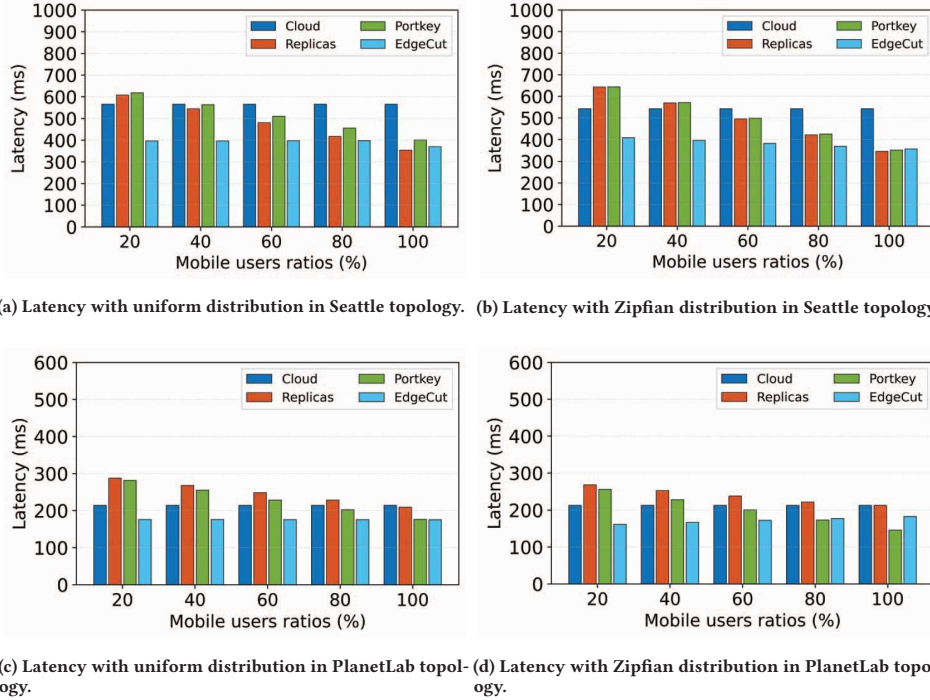 1000
900
800
700
600
500
400
300
200
100
0
Latency (ms)
Cloud
Replicas
Portkey
EdgeCut
20 40 60 80 100
Mobile users ratios (%)
1000
900
800
700
600
500
400
300
200
100
0
Latency (ms)
Cloud
Replicas
Portkey
EdgeCut
20 40 60 80 100
Mobile users ratios (%)
a) Latency with uniform distribution in Seattle topology.
(b) Latency with Zipfian distribution in Seattle topology
600
500
400
300
200
100
0
Latency (ms)
Cloud
Replicas
Portkey
EdgeCut
20 40 60 80 100
Mobile users ratios (%)
600
500
400
300
200
100
0
Latency (ms)
Cloud
Replicas
Portkey
EdgeCut
20 40 60 80 100
Mobile users ratios (%)
(c) Latency with uniform distribution in PlanetLab topol-
ogy.
(d) Latency with Zipfian distribution in PlanetLab topo
ogy.